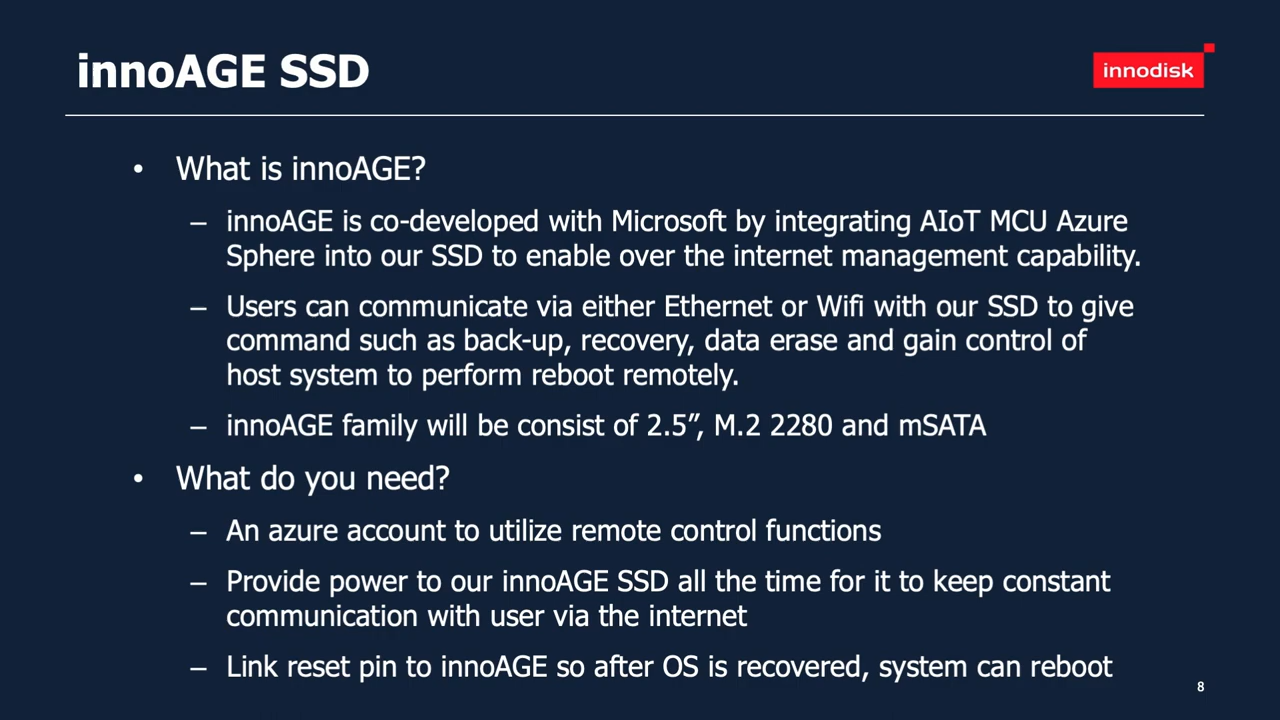 innoAGE SSD
innodisk
• What is innoAGE?
– innoAGE is co-developed with Microsoft by integrating AIoT MCU Azure
Sphere into our SSD to enable over the internet management capability.
– Users can communicate via either Ethernet or Wifi with our SSD to give
command such as back-up, recovery, data erase and gain control of
host system to perform reboot remotely.
– innoAGE family will be consist of 2.5”, M.2 2280 and mSATA
• What do you need?
– An azure account to utilize remote control functions
– Provide power to our innoAGE SSD all the time for it to keep constant
communication with user via the internet
– Link reset pin to innoAGE so after OS is recovered, system can reboot
8